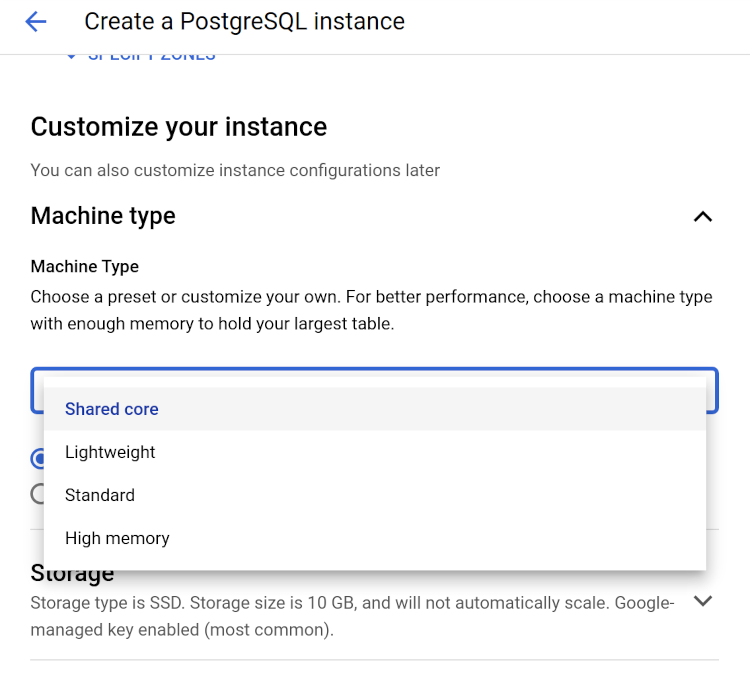 Create a PostgreSQL instance
SPECIFY ZONES
Customize your instance
You can also customize instance configurations later
Machine type
Machine Type
Choose a preset or customize your own. For better performance, choose a machine type
with enough memory to hold your largest table.
Shared core
Lightweight
Standard
High memory
Storage
Storage type is SSD. Storage size is 10 GB, and will not automatically scale. Google-
managed key enabled (most common).